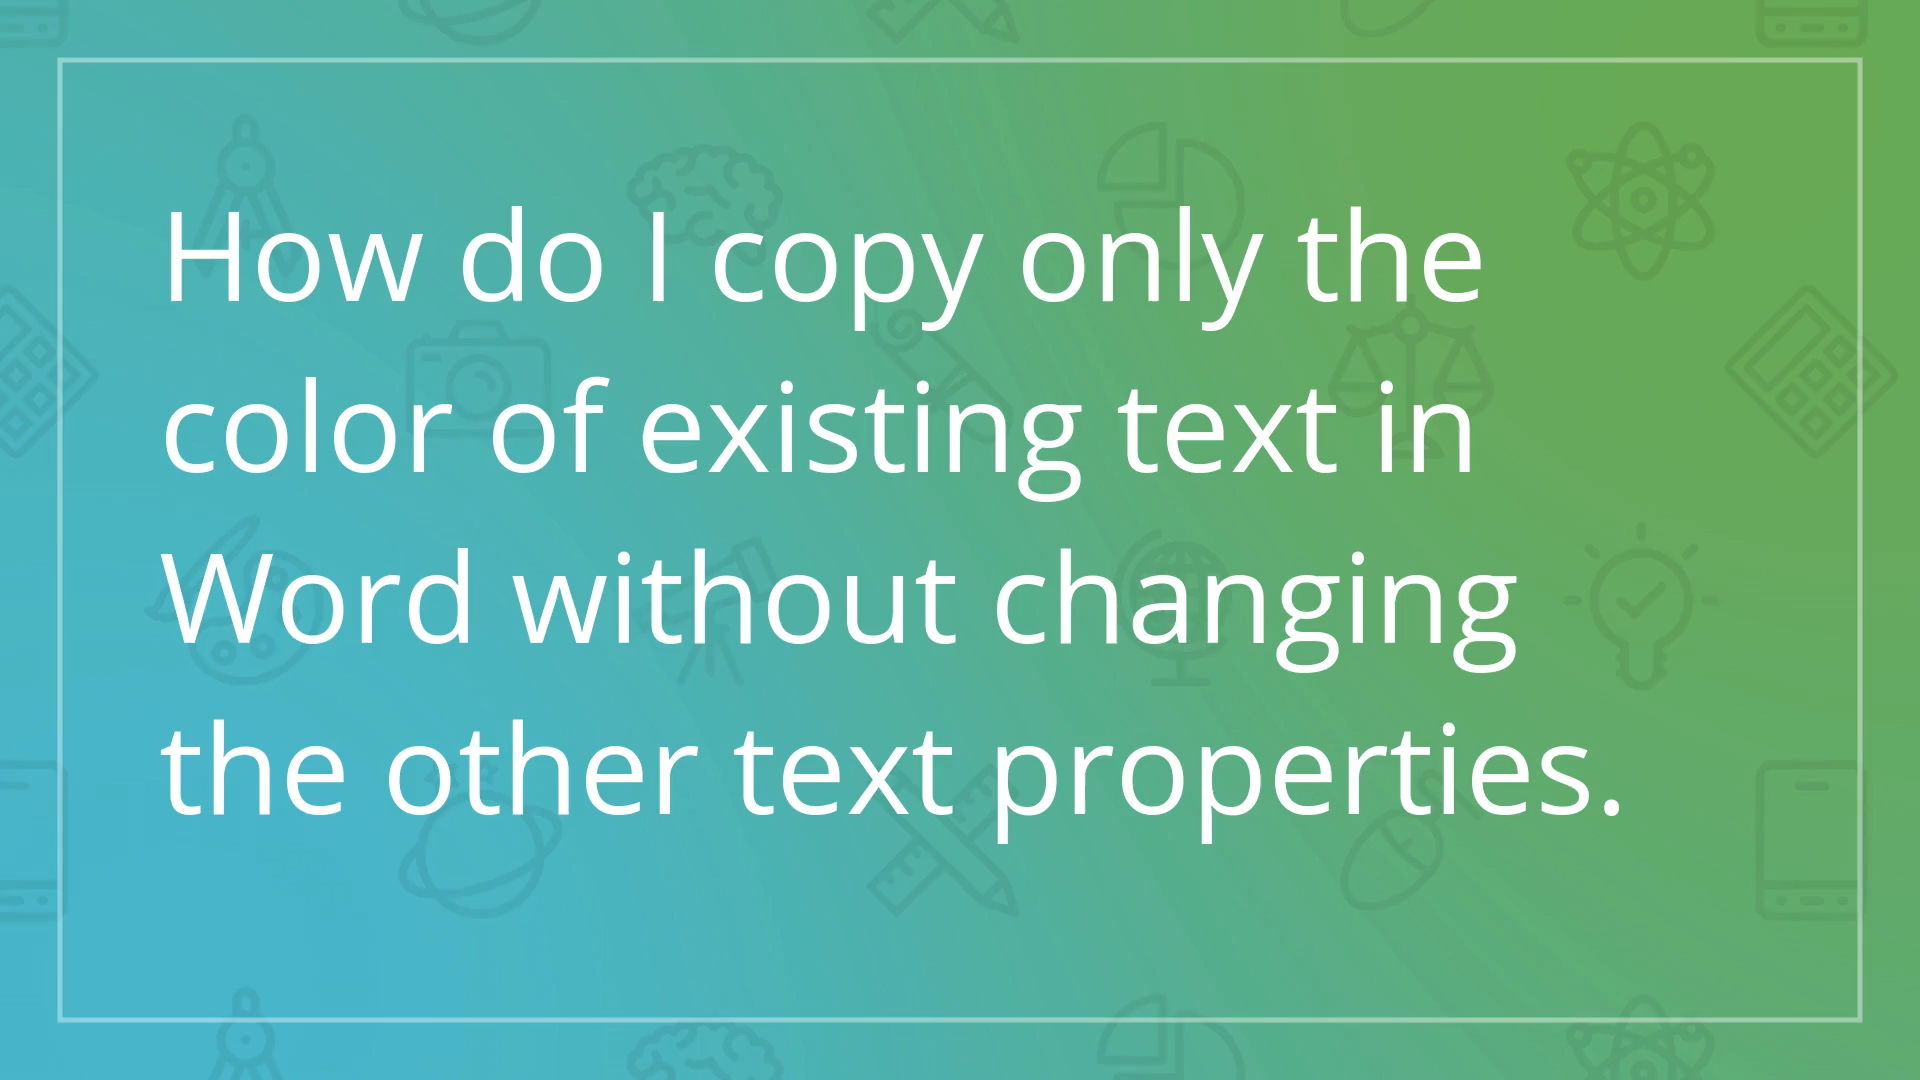 How do I copy only the
color of existing text in
Word without changing
the other text properties.